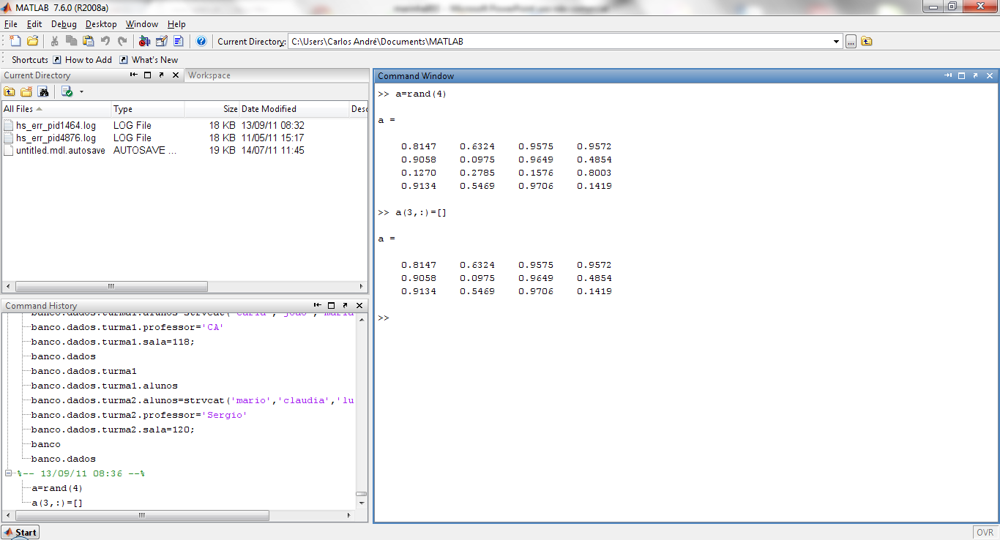 MATLAB 7.6.0 (R2008a)
File Edit Debug Desktop Window Help
Current Directory: C:\Users\Carlos André\Documents\MATLAB ...
Shortcuts How to Add What's New
Current Directory Workspace
All Files Type Size Date Modified Desc
hs_err_pid1464.log LOG File 18 KB 13/09/11 08:32
hs_err_pid4876.log LOG File 18 KB 11/05/11 15:17
untitled.mdl.autosave AUTOSAVE ... 19 KB 14/07/11 11:45
Command History
banco.dados.turma1.professor='CA'
banco.dados.turma1.sala=118;
banco.dados
banco.dados.turma1
banco.dados.turma1.alunos
banco.dados.turma2.alunos=strvcat('mario','claudia','lu
banco.dados.turma2.professor='Sergio'
banco.dados.turma2.sala=120;
banco
banco.dados
%-- 13/09/11 08:36 --%
a=rand(4)
a(3,:)=[]
Command Window
>> a=rand(4)
a =
0.8147 0.6324 0.9575 0.9572
0.9058 0.0975 0.9649 0.4854
0.1270 0.2785 0.1576 0.8003
0.9134 0.5469 0.9706 0.1419
>> a(3,:)=[]
a =
0.8147 0.6324 0.9575 0.9572
0.9058 0.0975 0.9649 0.4854
0.9134 0.5469 0.9706 0.1419
>>
Start
OVR